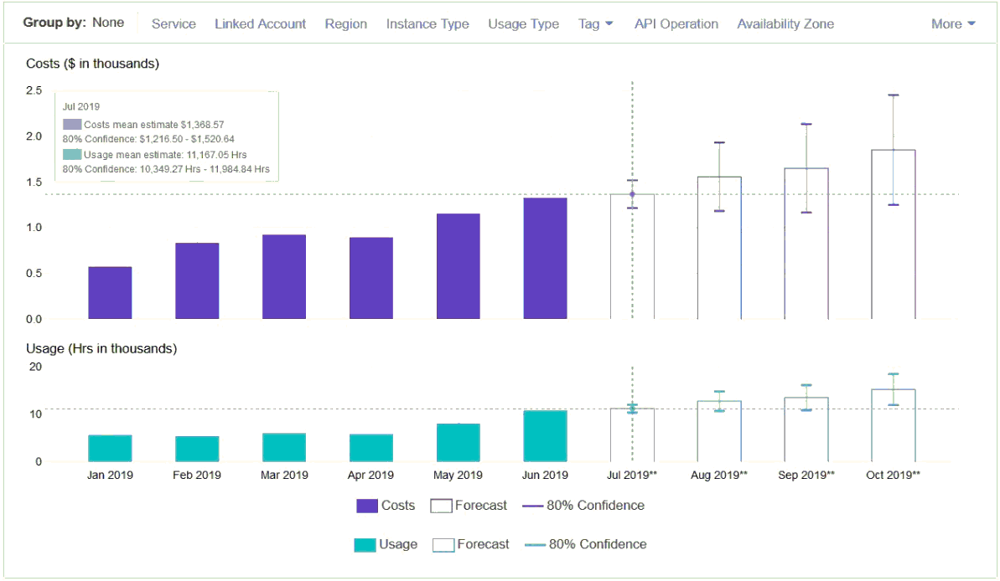 Group by: None Service Linked Account Region Instance Type Usage Type Tag API Operation Availability Zone More
Costs ($ in thousands)
2.5
Jul 2019
Costs mean estimate $1,368.57
2.0
80% Confidence: $1,216.50 - $1,520.64
Usage mean estimate: 11,167.05 Hrs
80% Confidence: 10,349.27 Hrs - 11,984.84 Hrs
1.5
1.0
0.5
0.0
Usage (Hrs in thousands)
20
10
0
Jan 2019 Feb 2019 Mar 2019 Apr 2019 May 2019 Jun 2019 Jul 2019** Aug 2019** Sep 2019** Oct 2019**
Costs Forecast 80% Confidence
Usage Forecast 80% Confidence